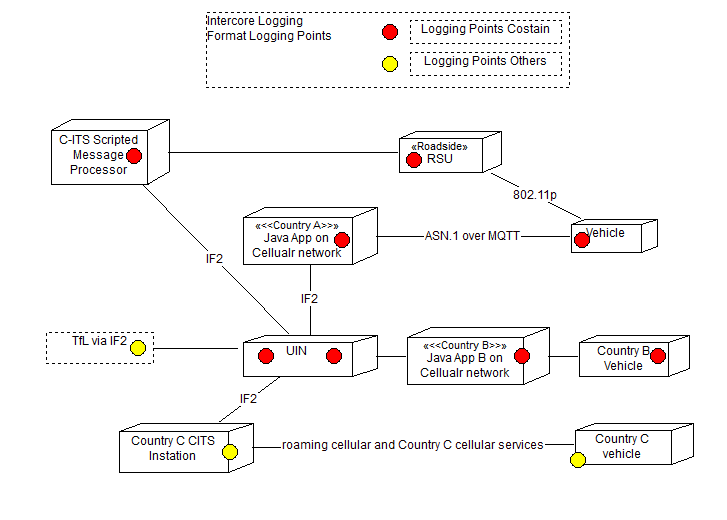 Intercore Logging
Format Logging Points
Logging Points Costain
Logging Points Others
C-ITS Scripted
Message
Processor
«Roadside»
RSU
802.11p
Vehicle
«<<Country A>>»
Java App on
Cellualr network
ASN.1 over MQTT
IF2
IF2
TfL via IF2
UIN
«<<Country B>>»
Java App B on
Cellualr network
Country B
Vehicle
IF2
Country C CITS
Instation
roaming cellular and Country C cellular services
Country C
vehicle